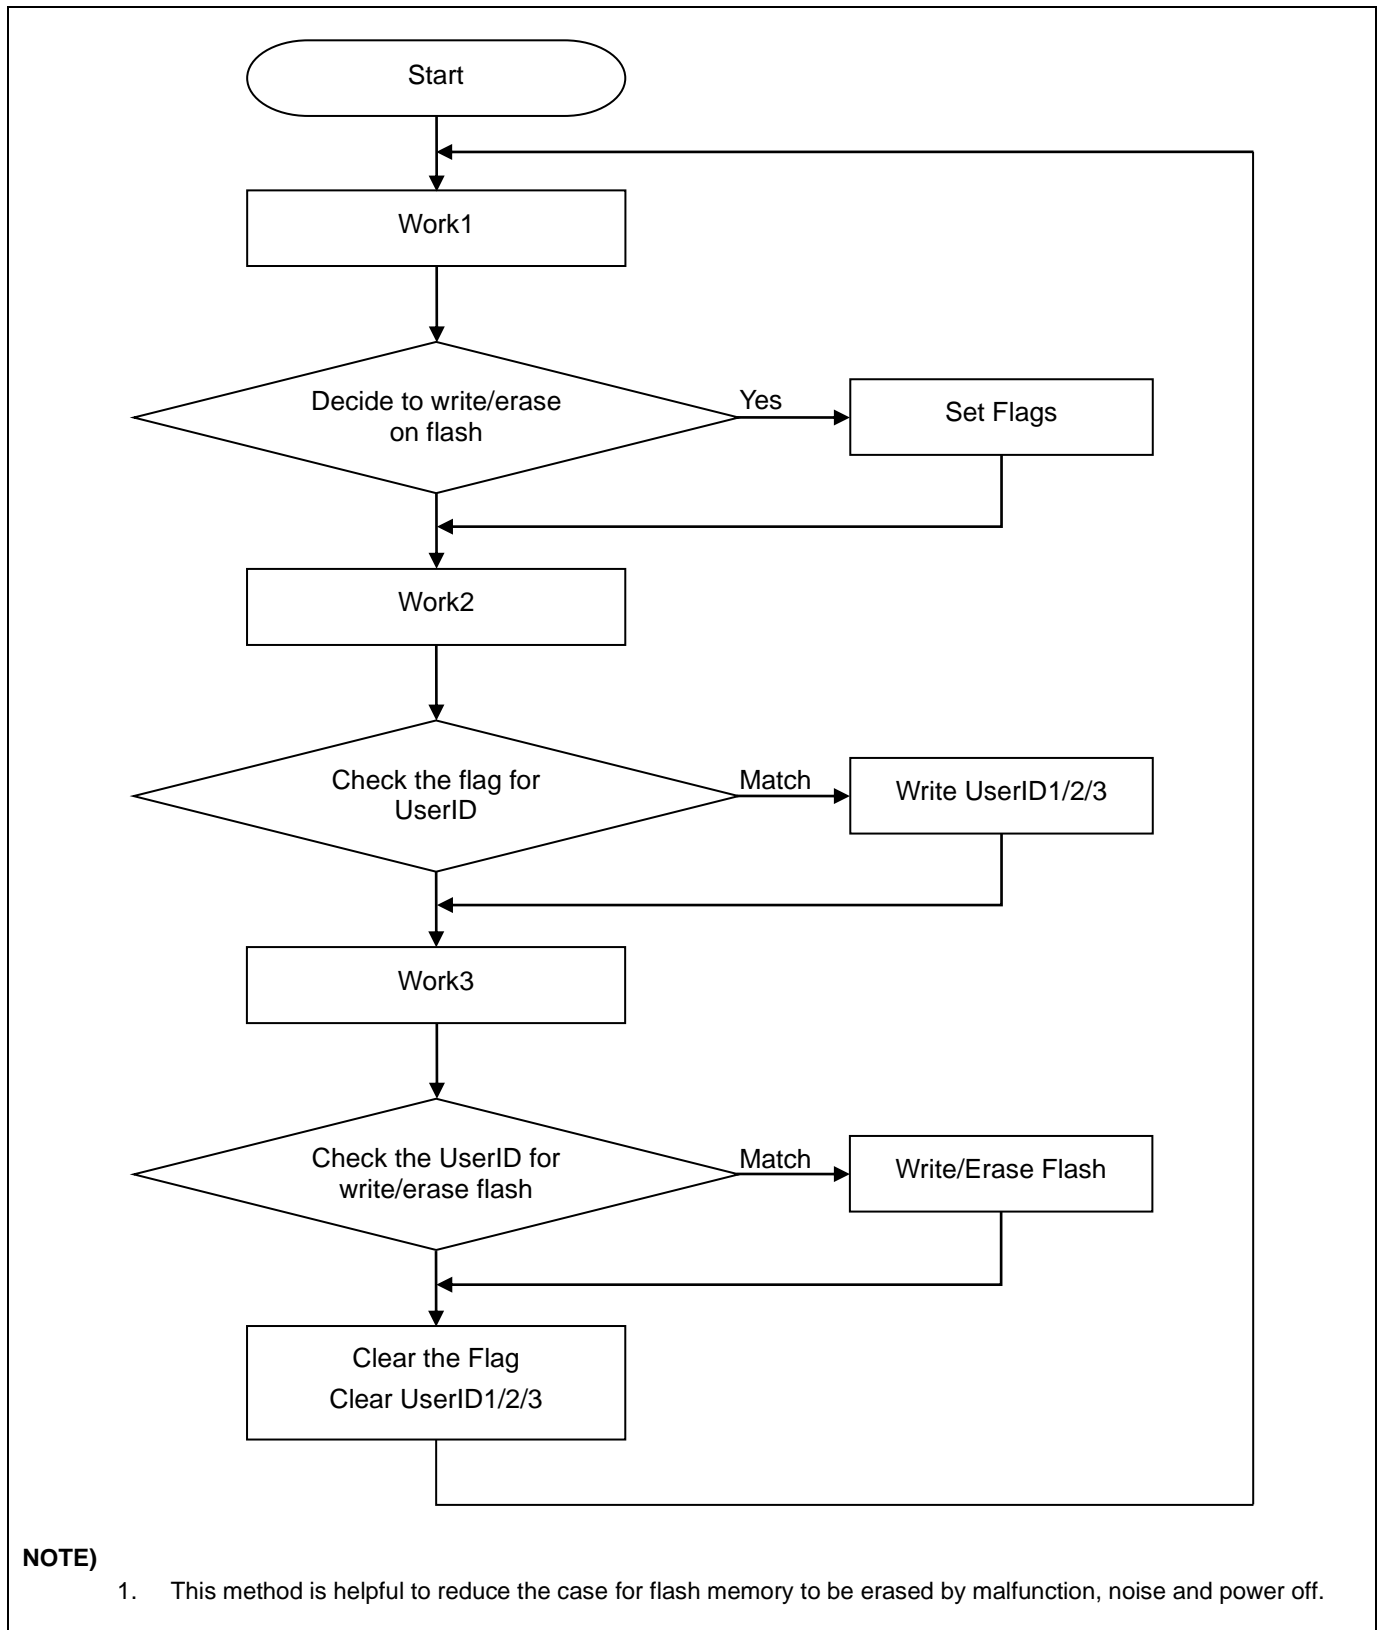 Start
Work1
Decide to write/erase
on flash
Yes
Set Flags
Work2
Check the flag for
UserID
Match
Write UserID1/2/3
Work3
Check the UserID for
write/erase flash
Match
Write/Erase Flash
Clear the Flag
Clear UserID1/2/3
NOTE)
1. This method is helpful to reduce the case for flash memory to be erased by malfunction, noise and power off.